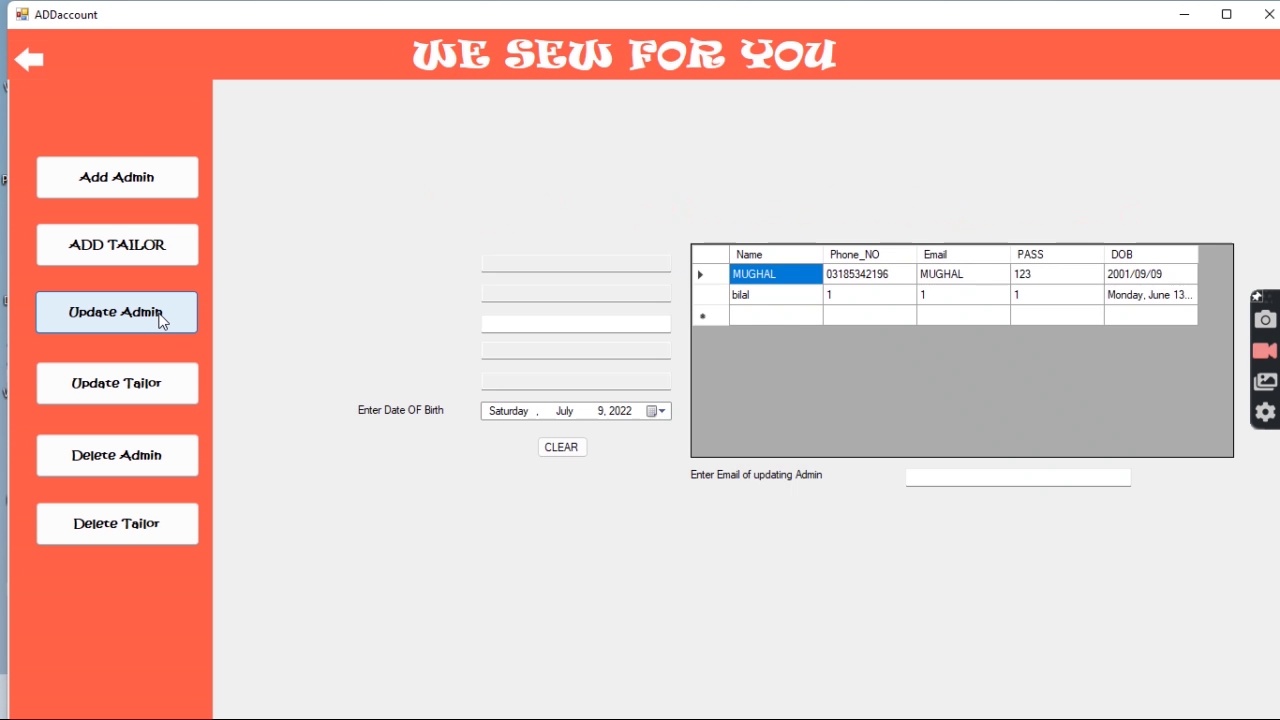 ADDaccount
WE SEW FOR YOU
Add Admin
ADD TAILOR
Update Admin
Update Tailor
Delete Admin
Delete Tailor
Enter Date OF Birth
Saturday , July 9, 2022
CLEAR
Name Phone_NO Email PASS DOB
MUGHAL 03185342196 MUGHAL 123 2001/09/09
bilal 1 1 1 Monday, June 13...
Enter Email of updating Admin